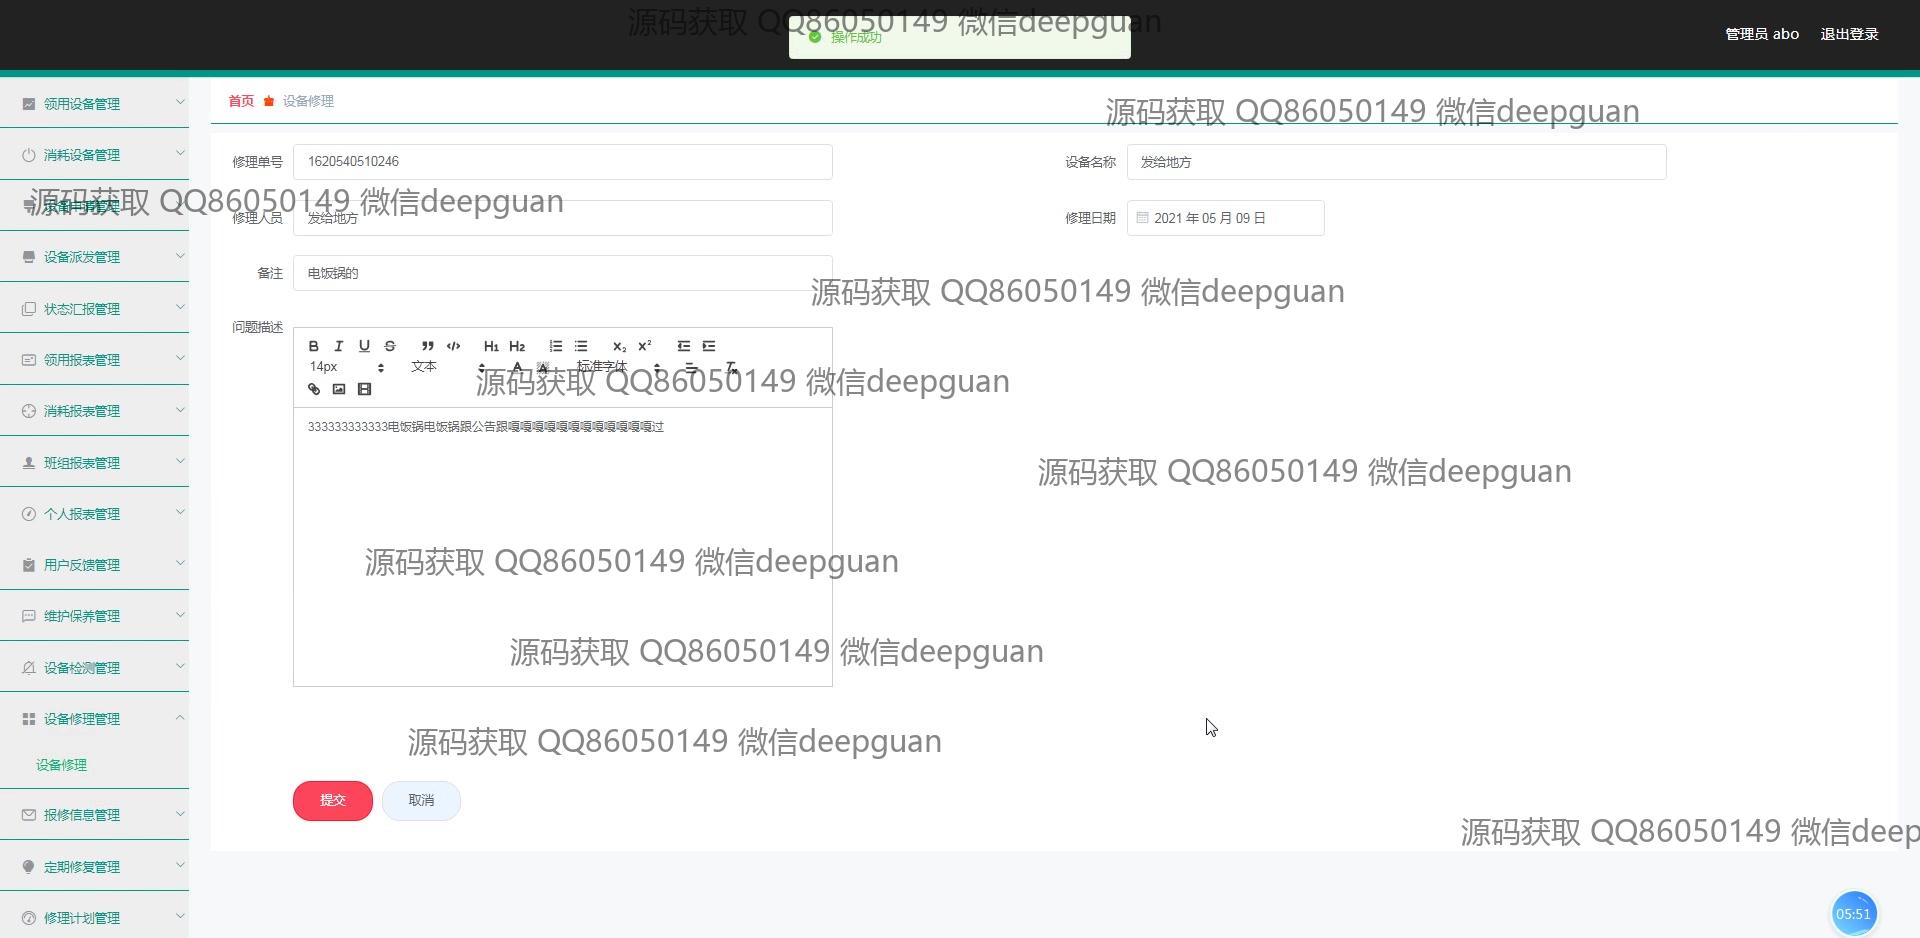 源码获取 QQ86050149 微信deepguan
操作成功
管理员 abo 退出登录
领用设备管理
首页 设备修理
源码获取 QQ86050149 微信deepguan
消耗设备管理
修理单号 1620540510246 设备名称 发给地方
源码获取 QQ86050149 微信deepguan
设备申请管理
修理人员 发给地方 修理日期 2021 年 05 月 09 日
设备派发管理
备注 电饭锅的
源码获取 QQ86050149 微信deepguan
状态汇报管理
问题描述
B I U S H1 H2 X₂ X²
领用报表管理
14px 文本 A A 标准字体
源码获取 QQ86050149 微信deepguan
消耗报表管理
333333333333电饭锅电饭锅跟公告跟嘎嘎嘎嘎嘎嘎嘎嘎嘎嘎嘎嘎过
班组报表管理
源码获取 QQ86050149 微信deepguan
个人报表管理
用户反馈管理
源码获取 QQ86050149 微信deepguan
维护保养管理
设备检测管理
源码获取 QQ86050149 微信deepguan
设备修理管理
源码获取 QQ86050149 微信deepguan
设备修理
提交 取消
报修信息管理
源码获取 QQ86050149 微信deep
定期修复管理
修理计划管理
05:51